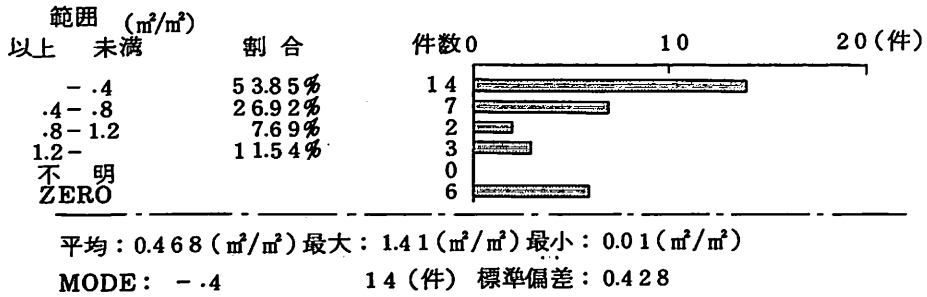 範囲 (㎡/㎡)
以上 未満 割合 件数 0 10 20(件)
-.4 53.85% 14
.4-.8 26.92% 7
.8-1.2 7.69% 2
1.2- 11.54% 3
不明 0
ZERO 6
平均:0.468(㎡/㎡)最大:1.41(㎡/㎡)最小:0.01(㎡/㎡)
MODE: -.4 14(件) 標準偏差:0.428